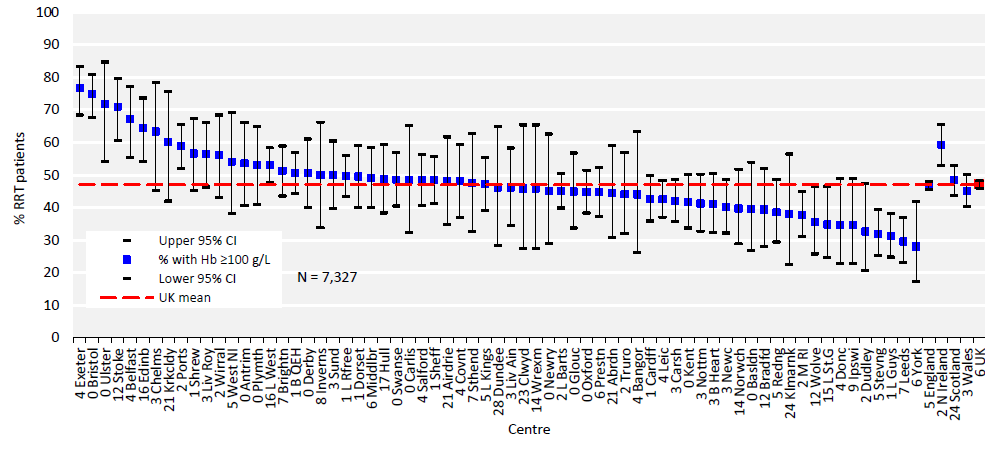 100
90
80
70
60
50
40
30
20
10
0
% RRT patients
Upper 95% CI
% with Hb ≥100 g/L
Lower 95% CI
UK mean
N = 7,327
4 Exeter
0 Bristol
0 Ulster
12 Stoke
4 Belfast
16 Edinb
3 Chelms
21 Krkcldy
2 Ports
1 Shrew
3 Liv Roy
2 Wirral
5 West NI
0 Antrim
0 Plymth
16 L West
7 Brightn
1 B QEH
0 Derby
8 Inverns
3 Sund
1 L Rfree
1 Dorset
6 Middlbr
17 Hull
0 Swanse
0 Carlis
4 Salford
1 Sheff
21 Airdrie
4 Covnt
7 Sthend
5 L Kings
28 Dundee
3 Liv Ain
23 Clwyd
14 Wrexm
0 Newry
2 L Barts
0 Glouc
0 Oxford
6 Prestn
21 Abrdn
2 Truro
4 Bangor
1 Cardff
4 Leic
3 Carsh
0 Kent
3 Nottm
3 B Heart
3 Newc
14 Norwch
0 Basldn
12 Bradfd
5 Redng
24 Klmarnk
2 M RI
12 Wolve
15 L St.G
4 Donc
9 Ipswi
2 Dudley
5 Stevng
1 L Guys
7 Leeds
6 York
5 England
2 N Ireland
24 Scotland
3 Wales
6 UK
Centre